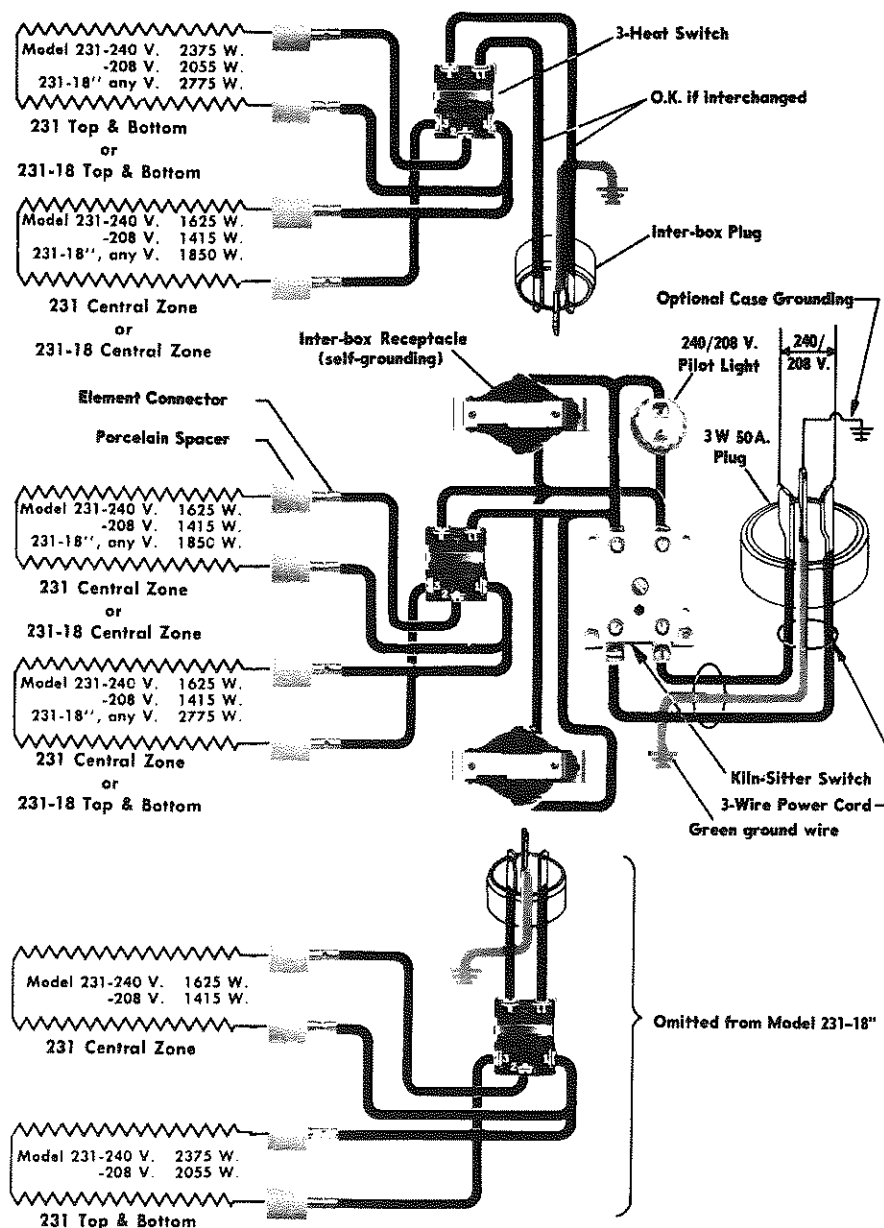 Model 231-240 V. 2375 W.
-208 V. 2055 W.
231-18'' any V. 2775 W.
231 Top & Bottom
or
231-18 Top & Bottom
3-Heat Switch
O.K. if interchanged
Model 231-240 V. 1625 W.
-208 V. 1415 W.
231-18'', any V. 1850 W.
231 Central Zone
or
231-18 Central Zone
Inter-box Plug
Optional Case Grounding
Inter-box Receptacle
(self-grounding)
240/208 V.
Pilot Light
240/
208 V.
3 W 50 A.
Plug
Element Connector
Porcelain Spacer
Model 231-240 V. 1625 W.
-208 V. 1415 W.
231-18'', any V. 1850 W.
231 Central Zone
or
231-18 Central Zone
Model 231-240 V. 1625 W.
-208 V. 1415 W.
231-18'', any V. 2775 W.
231 Central Zone
or
231-18 Top & Bottom
Kiln-Sitter Switch
3-Wire Power Cord
Green ground wire
Model 231-240 V. 1625 W.
-208 V. 1415 W.
231 Central Zone
Omitted from Model 231-18"
Model 231-240 V. 2375 W.
-208 V. 2055 W.
231 Top & Bottom